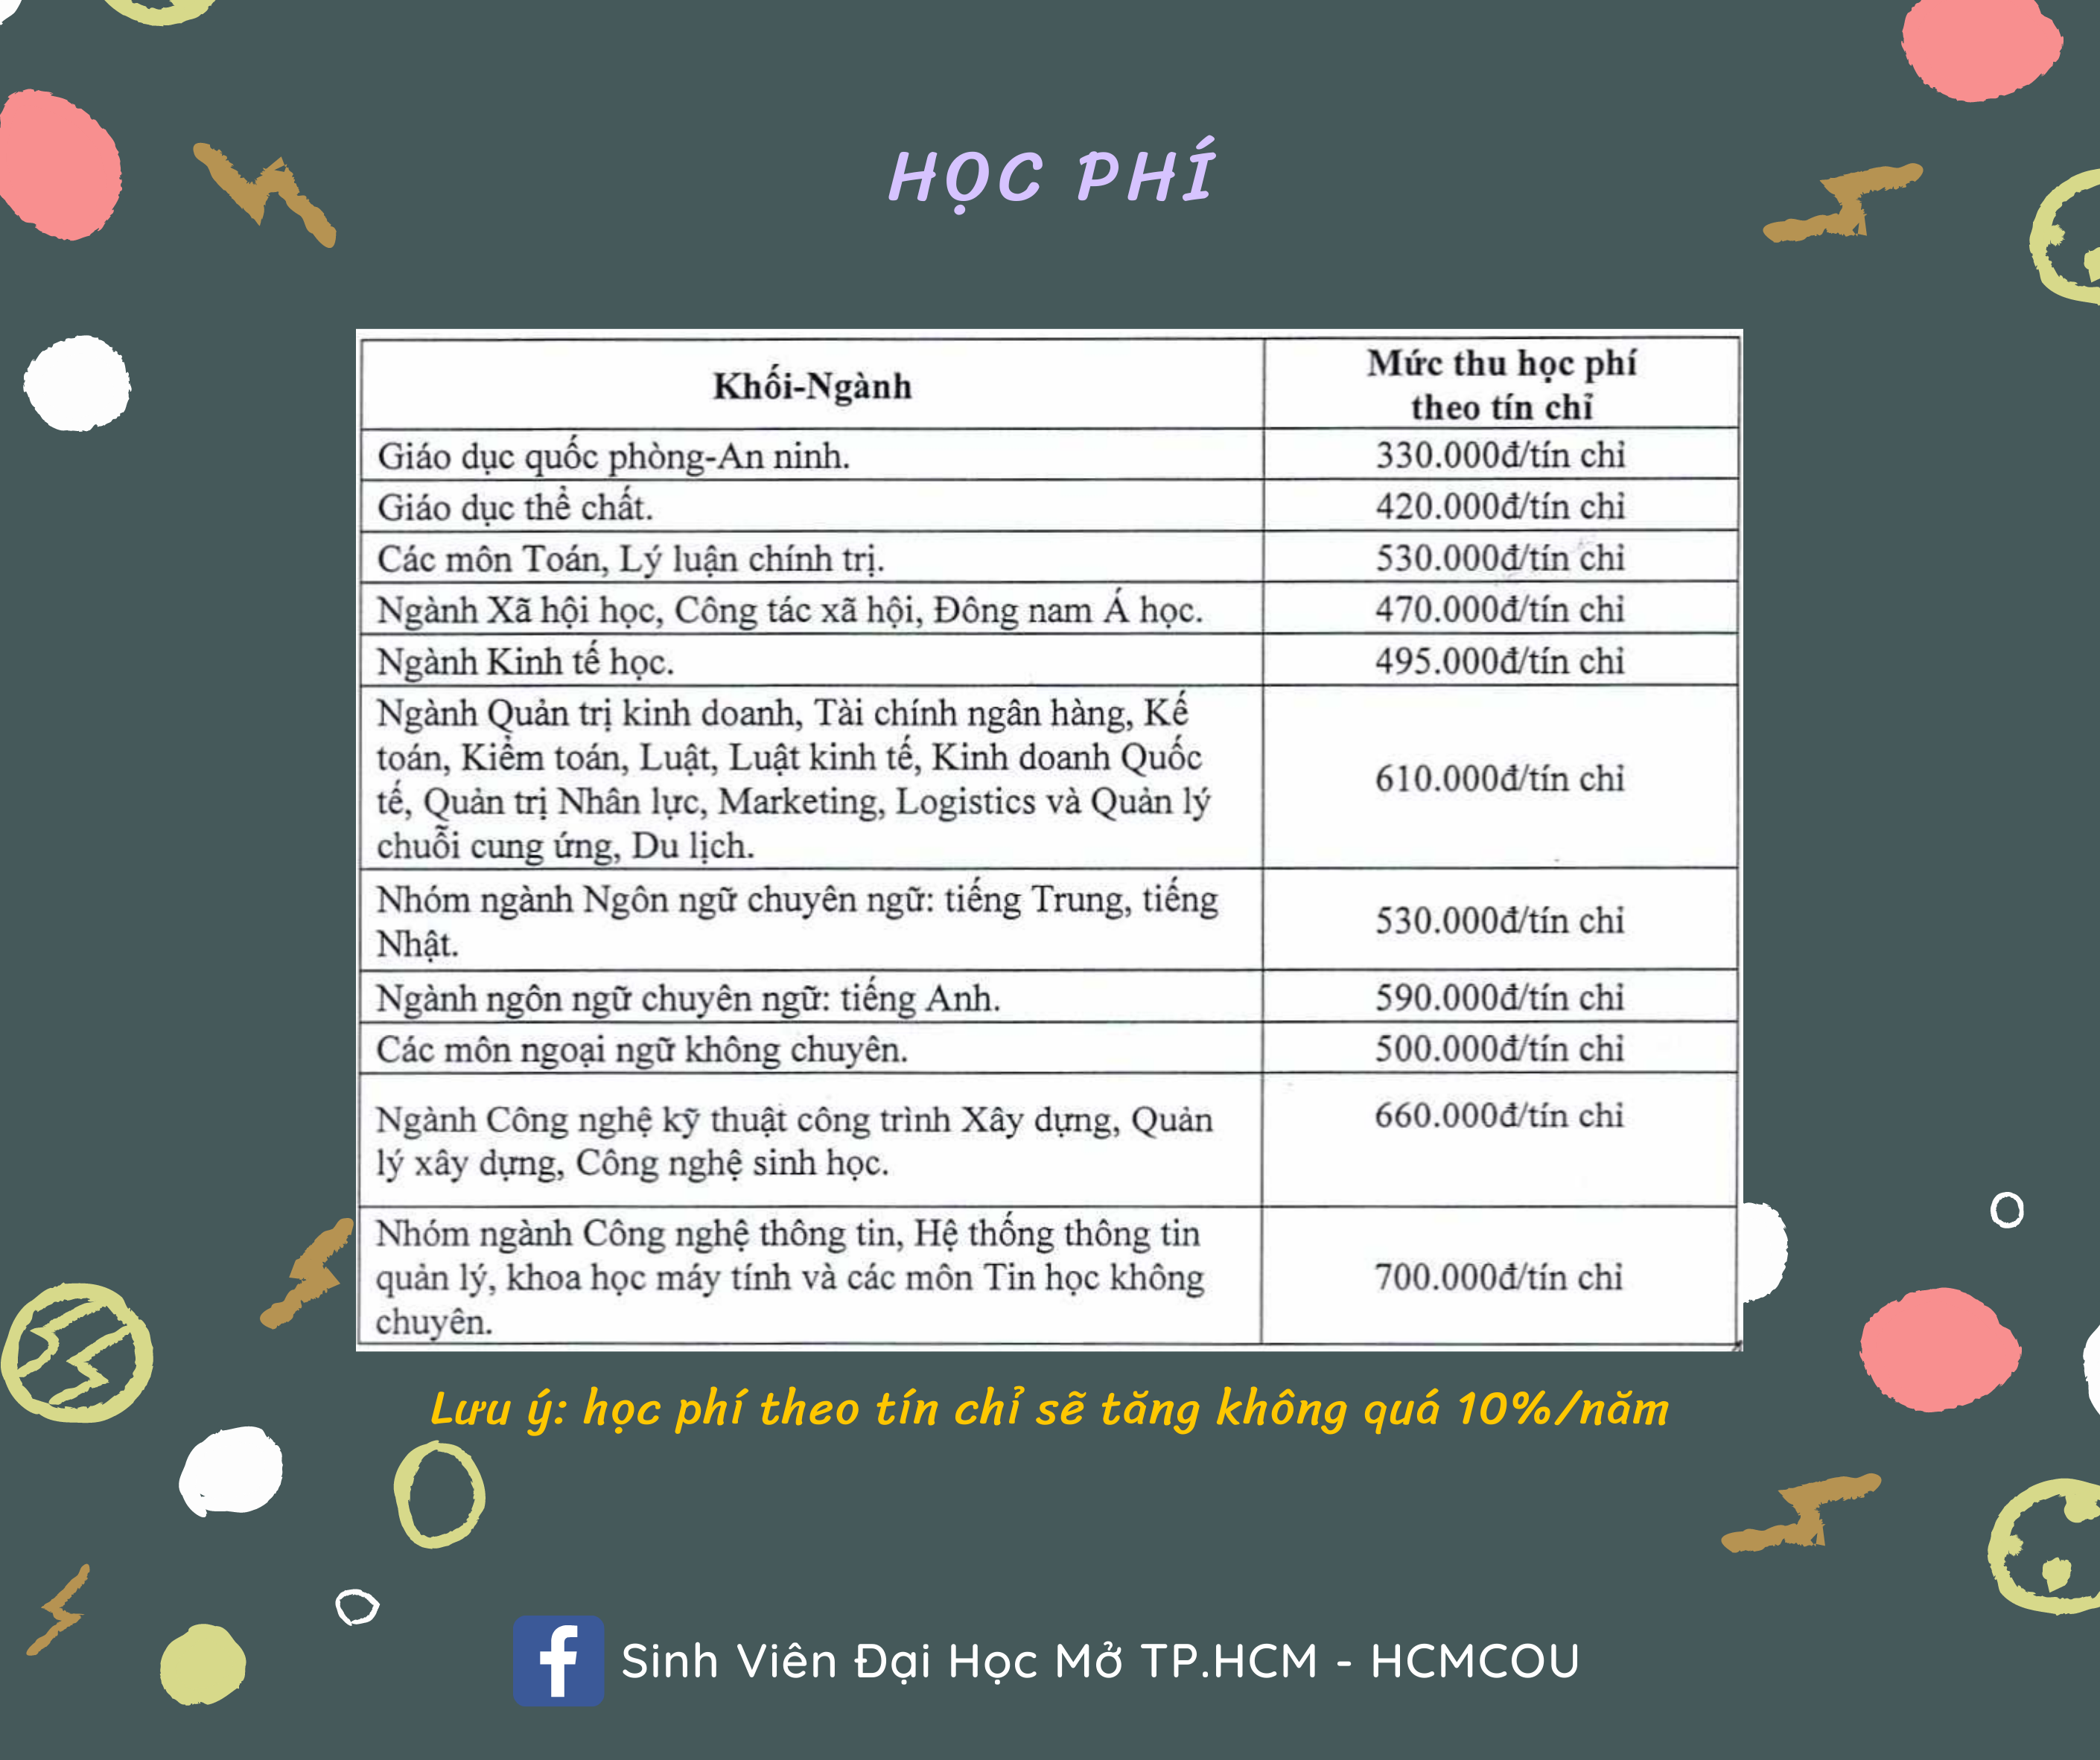 HỌC PHÍ
Khối-Ngành
Mức thu học phí
theo tín chỉ
Giáo dục quốc phòng-An ninh.
330.000đ/tín chỉ
Giáo dục thể chất.
420.000đ/tín chỉ
Các môn Toán, Lý luận chính trị.
530.000đ/tín chỉ
Ngành Xã hội học, Công tác xã hội, Đông nam Á học.
470.000đ/tín chỉ
Ngành Kinh tế học.
495.000đ/tín chỉ
Ngành Quản trị kinh doanh, Tài chính ngân hàng, Kế
toán, Kiểm toán, Luật, Luật kinh tế, Kinh doanh Quốc
tế, Quản trị Nhân lực, Marketing, Logistics và Quản lý
chuỗi cung ứng, Du lịch.
610.000đ/tín chỉ
Nhóm ngành Ngôn ngữ chuyên ngữ: tiếng Trung, tiếng
Nhật.
530.000đ/tín chỉ
Ngành ngôn ngữ chuyên ngữ: tiếng Anh.
590.000đ/tín chỉ
Các môn ngoại ngữ không chuyên.
500.000đ/tín chỉ
Ngành Công nghệ kỹ thuật công trình Xây dựng, Quản
lý xây dựng, Công nghệ sinh học.
660.000đ/tín chỉ
Nhóm ngành Công nghệ thông tin, Hệ thống thông tin
quản lý, khoa học máy tính và các môn Tin học không
chuyên.
700.000đ/tín chỉ
Lưu ý: học phí theo tín chỉ sẽ tăng không quá 10%/năm
f Sinh Viên Đại Học Mở TP.HCM - HCMCOU